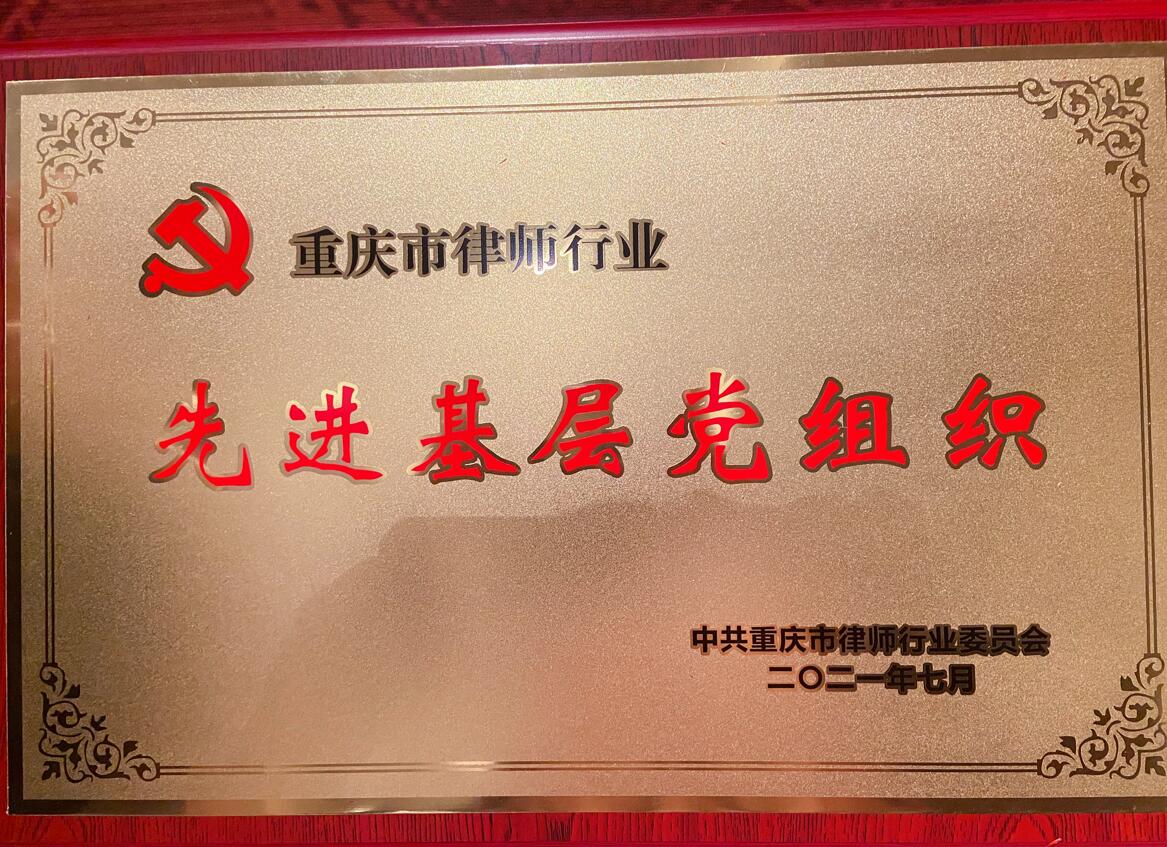 重庆市律师行业
先进基层党组织
中共重庆市律师行业委员会
二〇二一年七月